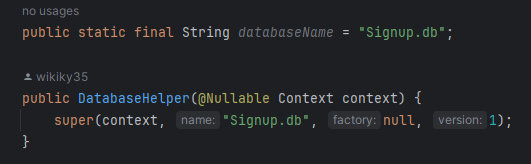 no usages
public static final String databaseName = "Signup.db";
wikiky35
public DatabaseHelper(@Nullable Context context) {
super(context, name: "Signup.db", factory: null, version: 1);
}